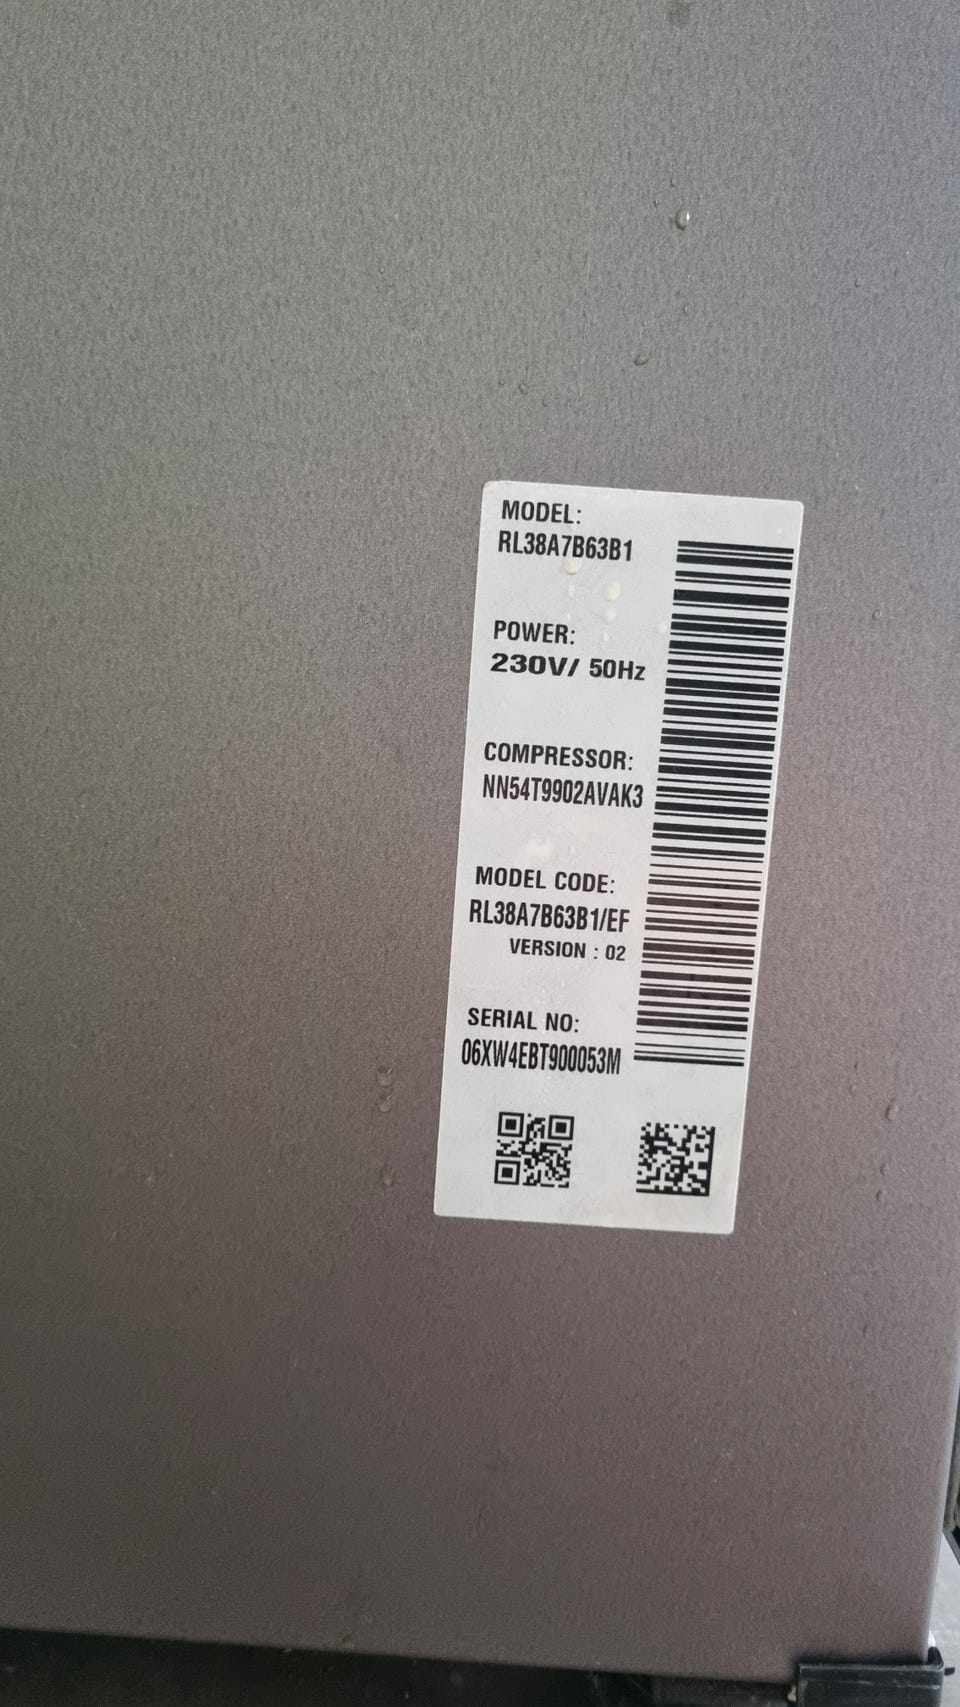 MODEL:
RL38A7B63B1
POWER:
230V/ 50Hz
COMPRESSOR:
NN54T9902AVAK3
MODEL CODE:
RL38A7B63B1/EF
VERSION : 02
SERIAL NO:
06XW4EBT900053M